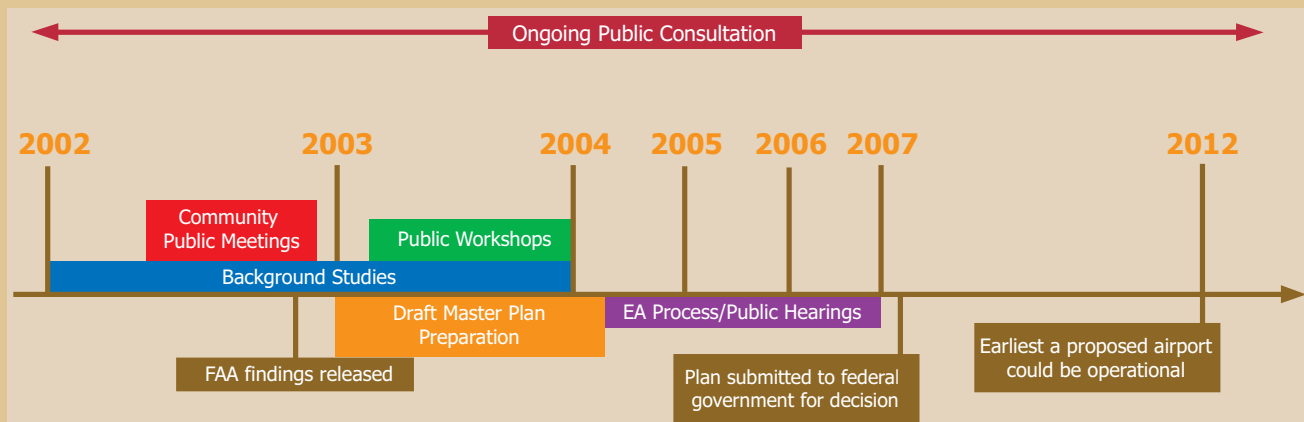 Ongoing Public Consultation
2002
2003
2004
2005
2006
2007
2012
Community
Public Meetings
Public Workshops
Background Studies
Draft Master Plan
Preparation
EA Process/Public Hearings
FAA findings released
Plan submitted to federal
government for decision
Earliest a proposed airport
could be operational